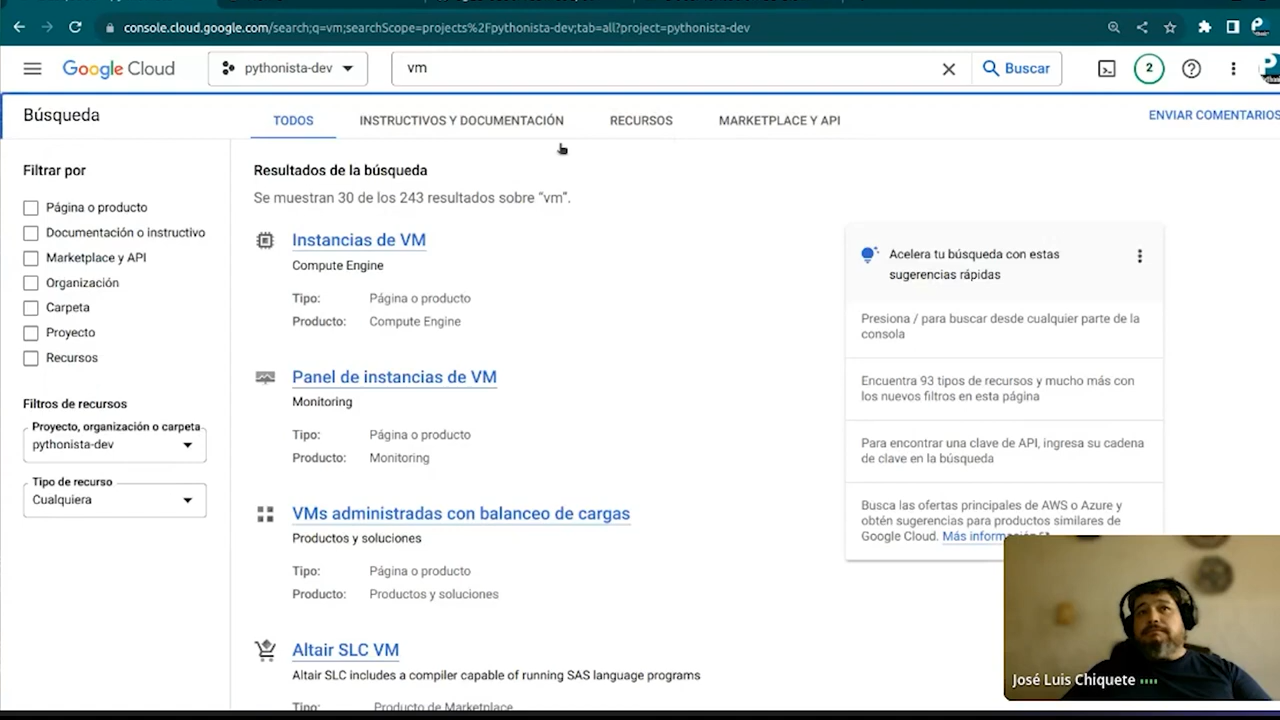 console.cloud.google.com/search;q=vm;searchScope=projects%2Fpythonista-dev;tab=all?project=pythonista-dev
Google Cloud
pythonista-dev
vm
Buscar
2
Búsqueda
TODOS
INSTRUCTIVOS Y DOCUMENTACIÓN
RECURSOS
MARKETPLACE Y API
ENVIAR COMENTARIOS
Filtrar por
Página o producto
Documentación o instructivo
Marketplace y API
Organización
Carpeta
Proyecto
Recursos
Filtros de recursos
Proyecto, organización o carpeta
pythonista-dev
Tipo de recurso
Cualquiera
Resultados de la búsqueda
Se muestran 30 de los 243 resultados sobre “vm”.
Instancias de VM
Compute Engine
Tipo: Página o producto
Producto: Compute Engine
Panel de instancias de VM
Monitoring
Tipo: Página o producto
Producto: Monitoring
VMs administradas con balanceo de cargas
Productos y soluciones
Tipo: Página o producto
Producto: Productos y soluciones
Altair SLC VM
Altair SLC includes a compiler capable of running SAS language programs
Tipo: Producto de Marketplace
Acelera tu búsqueda con estas
sugerencias rápidas
Presiona / para buscar desde cualquier parte de la
consola
Encuentra 93 tipos de recursos y mucho más con
los nuevos filtros en esta página
Para encontrar una clave de API, ingresa su cadena
de clave en la búsqueda
Busca las ofertas principales de AWS o Azure y
obtén sugerencias para productos similares de
Google Cloud. Más información
José Luis Chiquete